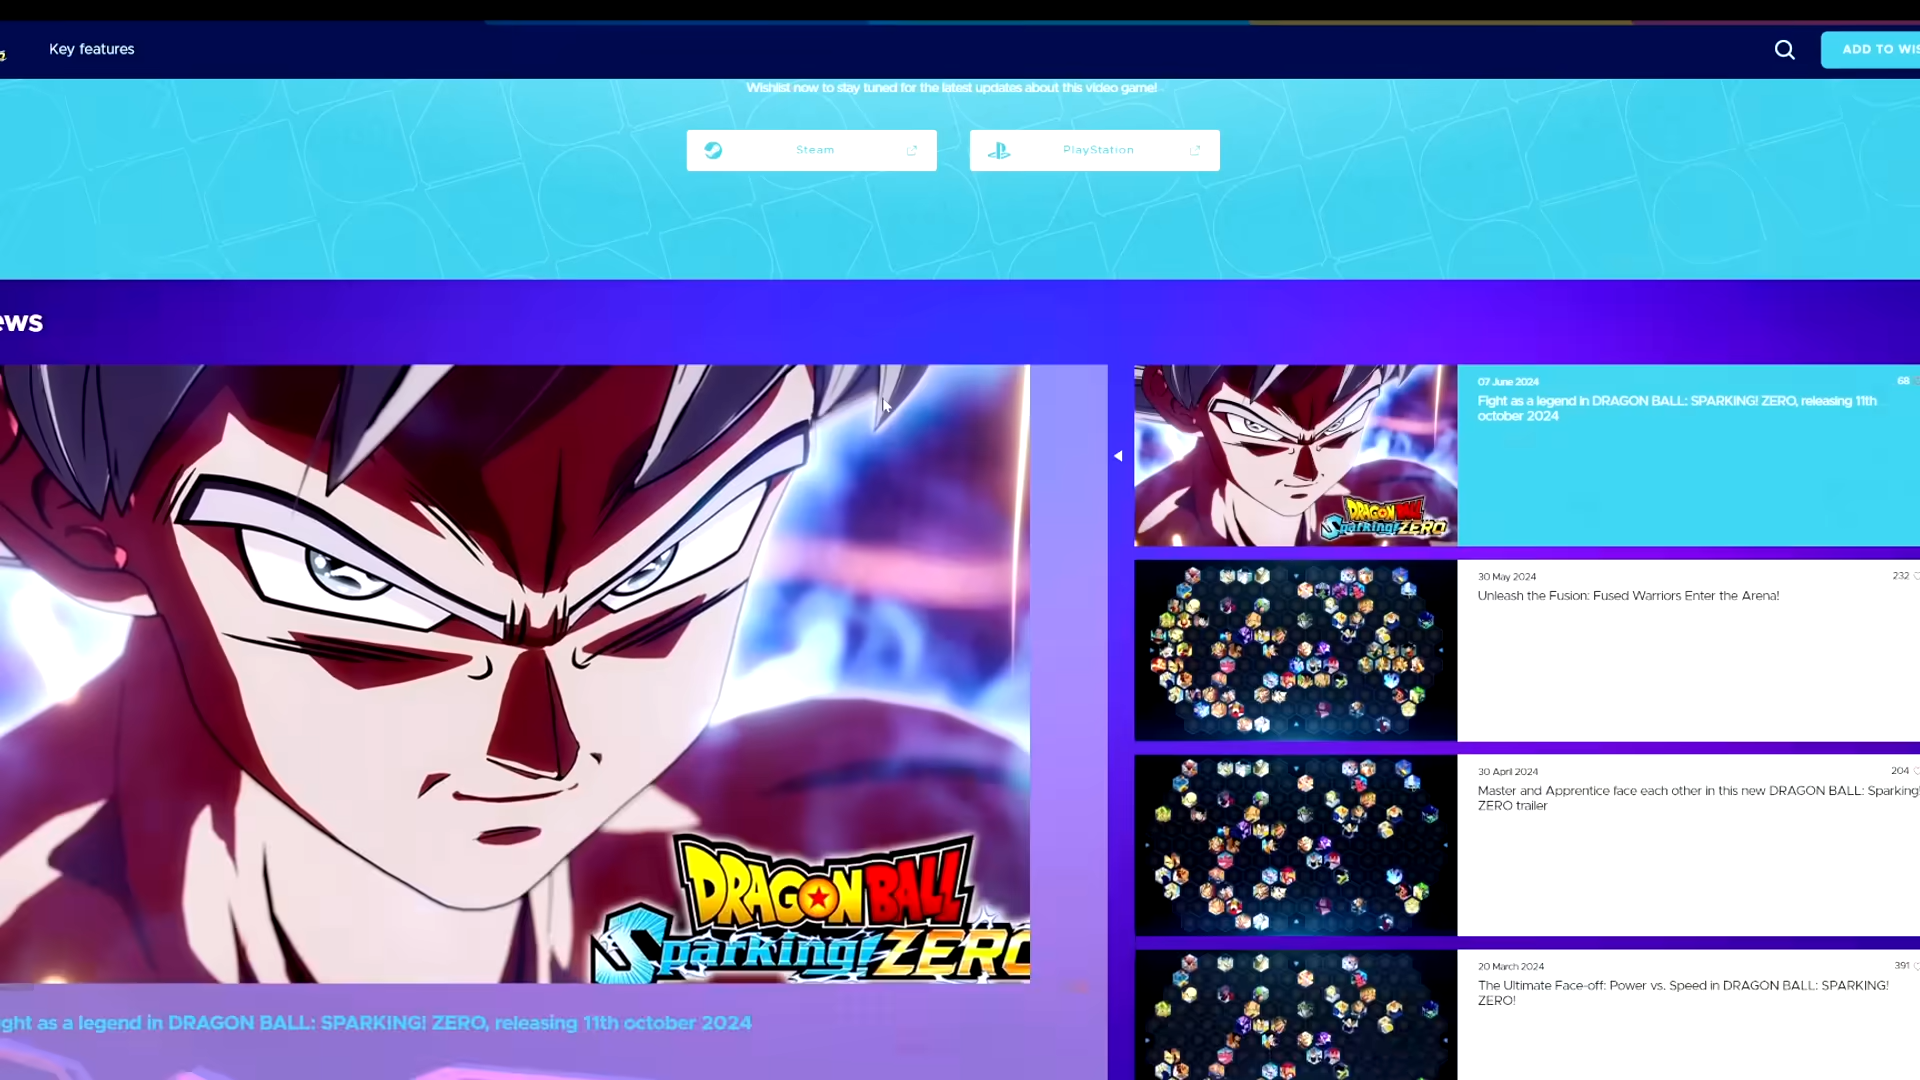 Key features
ADD TO WIS
Wishlist now to stay tuned for the latest updates about this video game!
Steam
PlayStation
ews
DRAGON BALL
Sparking! ZERO
ght as a legend in DRAGON BALL: SPARKING! ZERO, releasing 11th october 2024
07 June 2024
68
Fight as a legend in DRAGON BALL: SPARKING! ZERO, releasing 11th
october 2024
DRAGON BALL
Sparking! ZERO
30 May 2024
232
Unleash the Fusion: Fused Warriors Enter the Arena!
30 April 2024
204
Master and Apprentice face each other in this new DRAGON BALL: Sparking!
ZERO trailer
20 March 2024
391
The Ultimate Face-off: Power vs. Speed in DRAGON BALL: SPARKING!
ZERO!